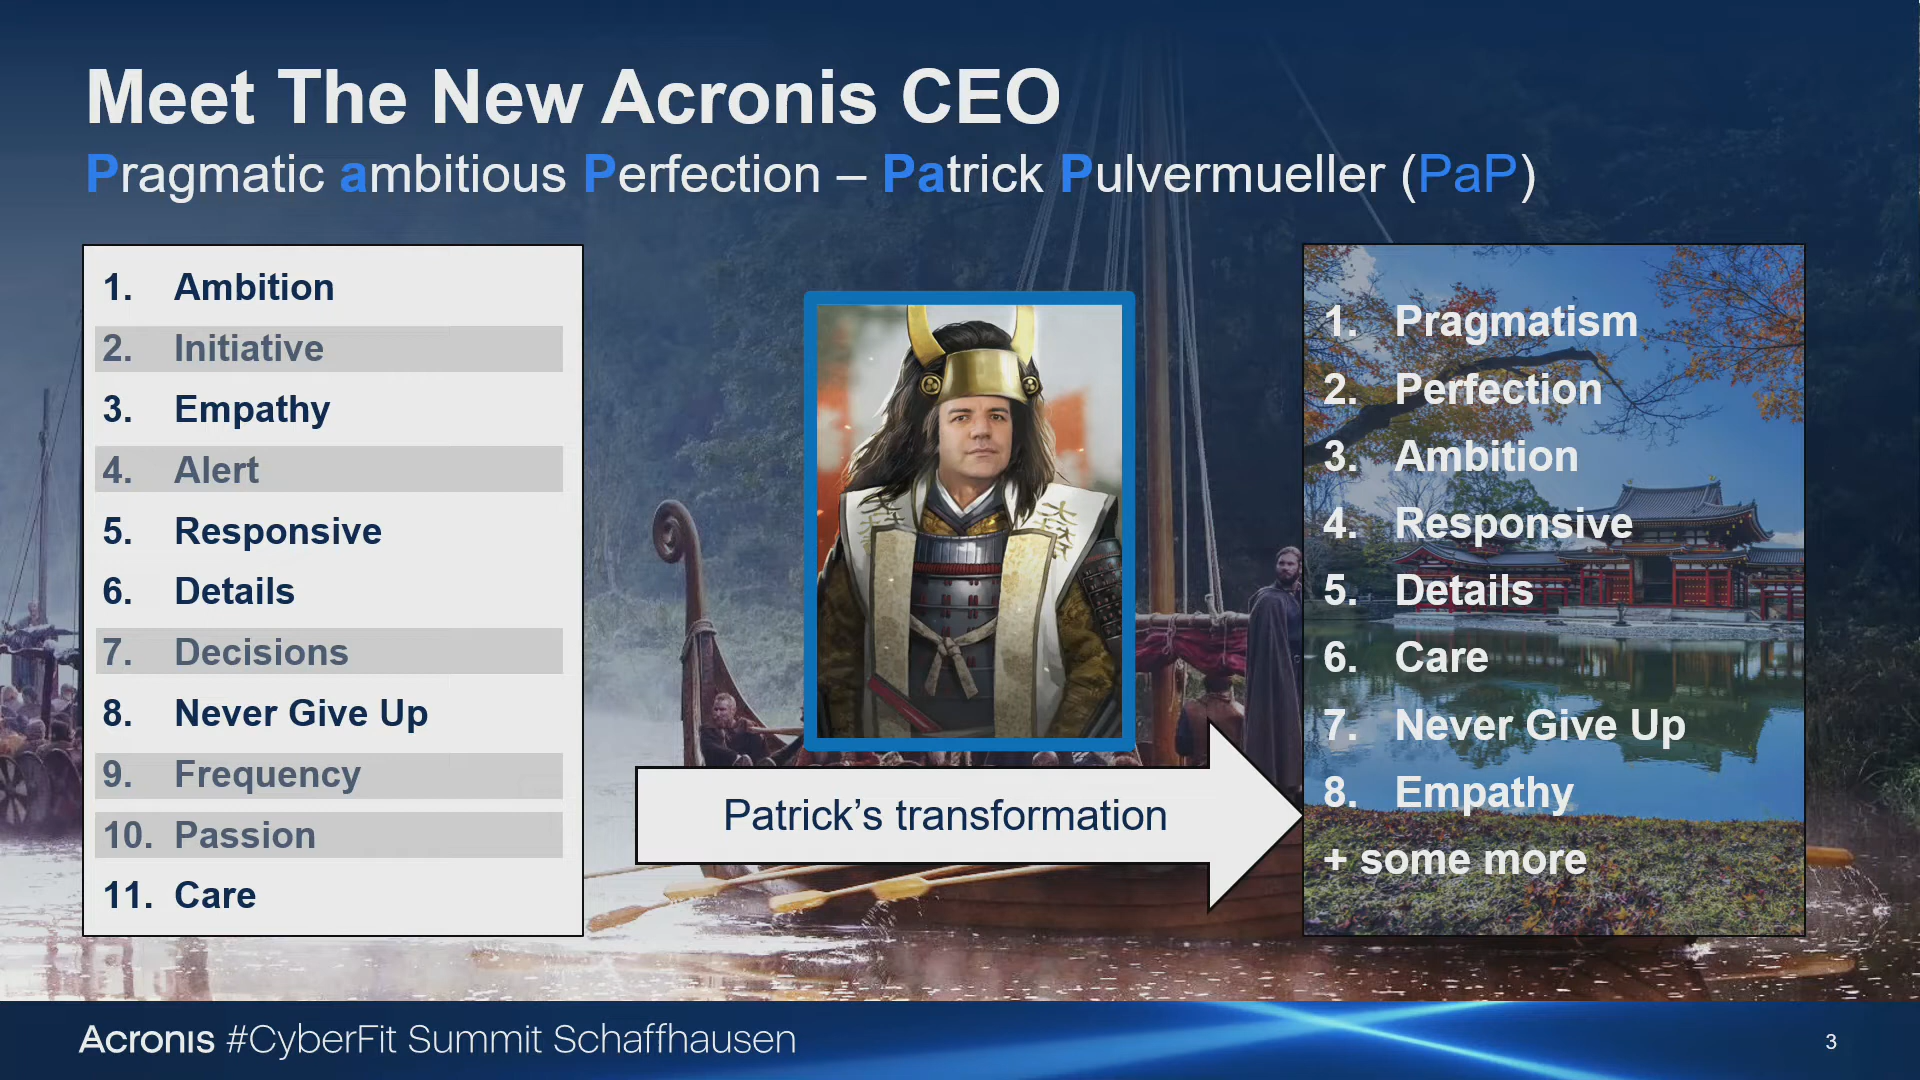 Meet The New Acronis CEO
Pragmatic ambitious Perfection – Patrick Pulvermueller (PaP)
1. Ambition
2. Initiative
3. Empathy
4. Alert
5. Responsive
6. Details
7. Decisions
8. Never Give Up
9. Frequency
10. Passion
11. Care
Patrick’s transformation
1. Pragmatism
2. Perfection
3. Ambition
4. Responsive
5. Details
6. Care
7. Never Give Up
8. Empathy
+ some more
Acronis #CyberFit Summit Schaffhausen
3